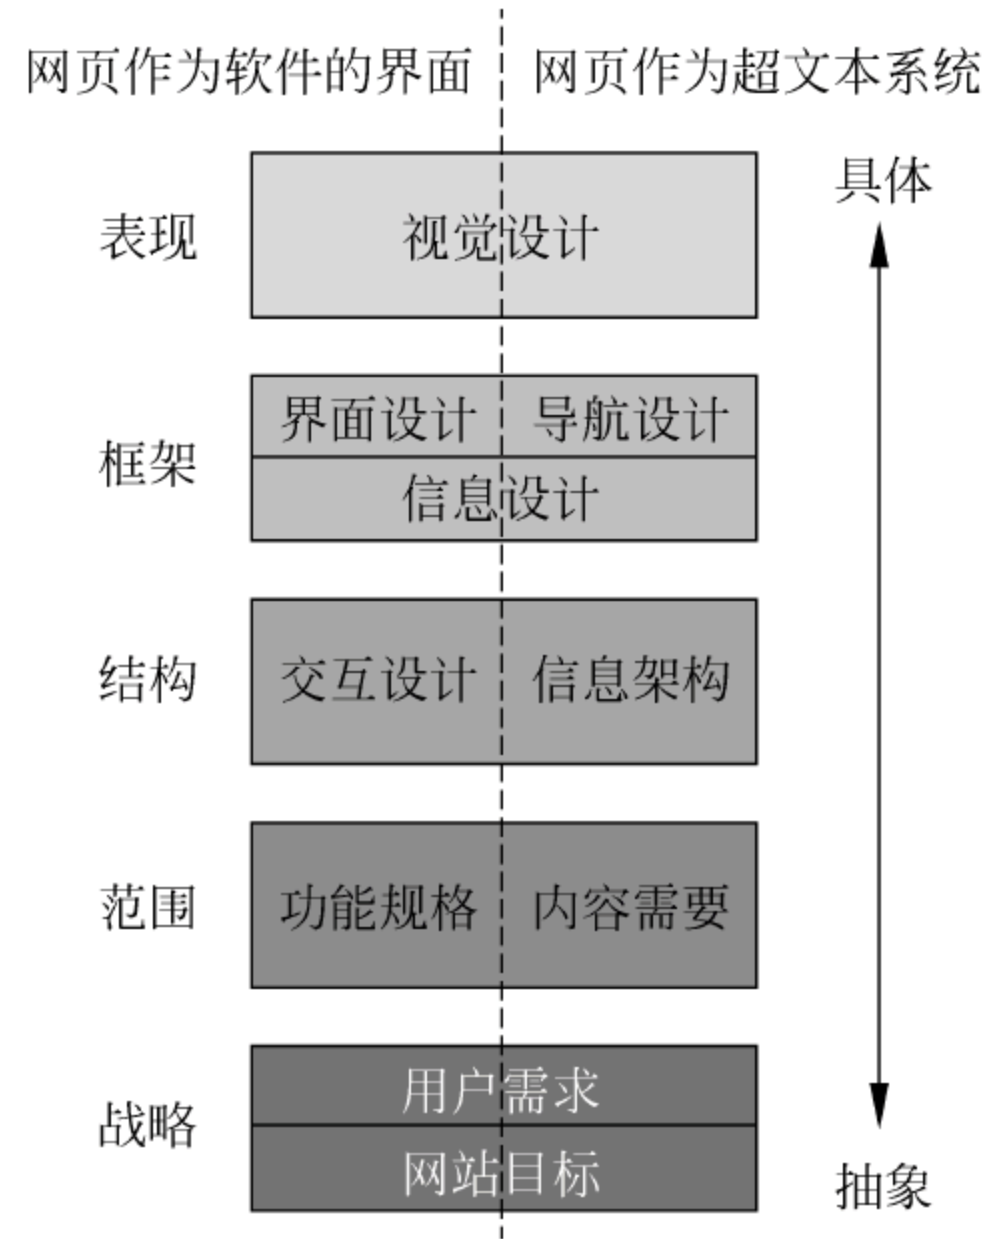 网页作为软件的界面
网页作为超文本系统
具体
表现
视觉设计
框架
界面设计
导航设计
信息设计
结构
交互设计
信息架构
范围
功能规格
内容需要
战略
用户需求
网站目标
抽象